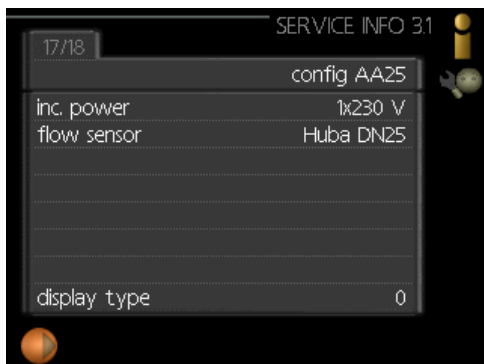 SERVICE INFO 3.1
17/18
config AA25
inc. power 1x230 V
flow sensor Huba DN25
display type 0